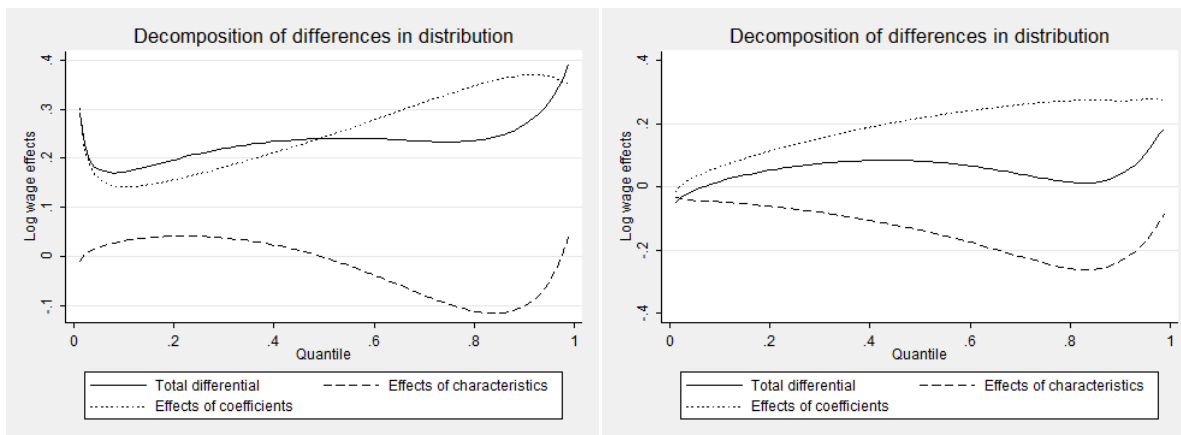 Decomposition of differences in distribution
.4
.3
.2
.1
0
-.1
Log wage effects
0
.2
.4
.6
.8
1
Quantile
Total differential
Effects of characteristics
Effects of coefficients
Decomposition of differences in distribution
.4
.2
0
-.2
-.4
Log wage effects
0
.2
.4
.6
.8
1
Quantile
Total differential
Effects of characteristics
Effects of coefficients